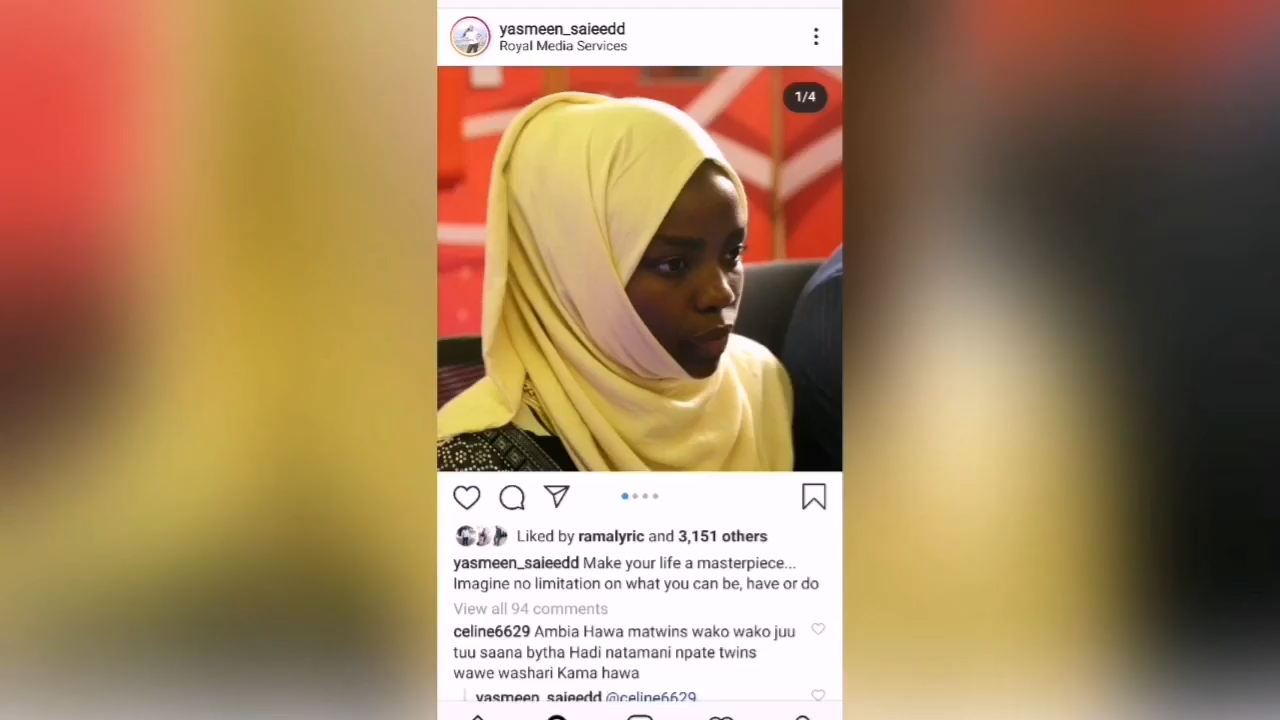 yasmeen_saieedd
Royal Media Services
1/4
Liked by ramalyric and 3,151 others
yasmeen_saieedd Make your life a masterpiece...
Imagine no limitation on what you can be, have or do
View all 94 comments
celine6629 Ambia Hawa matwins wako wako juu
tuu saana bytha Hadi natamani npate twins
wawe washari Kama hawa
yasmeen_saieedd @celine6629